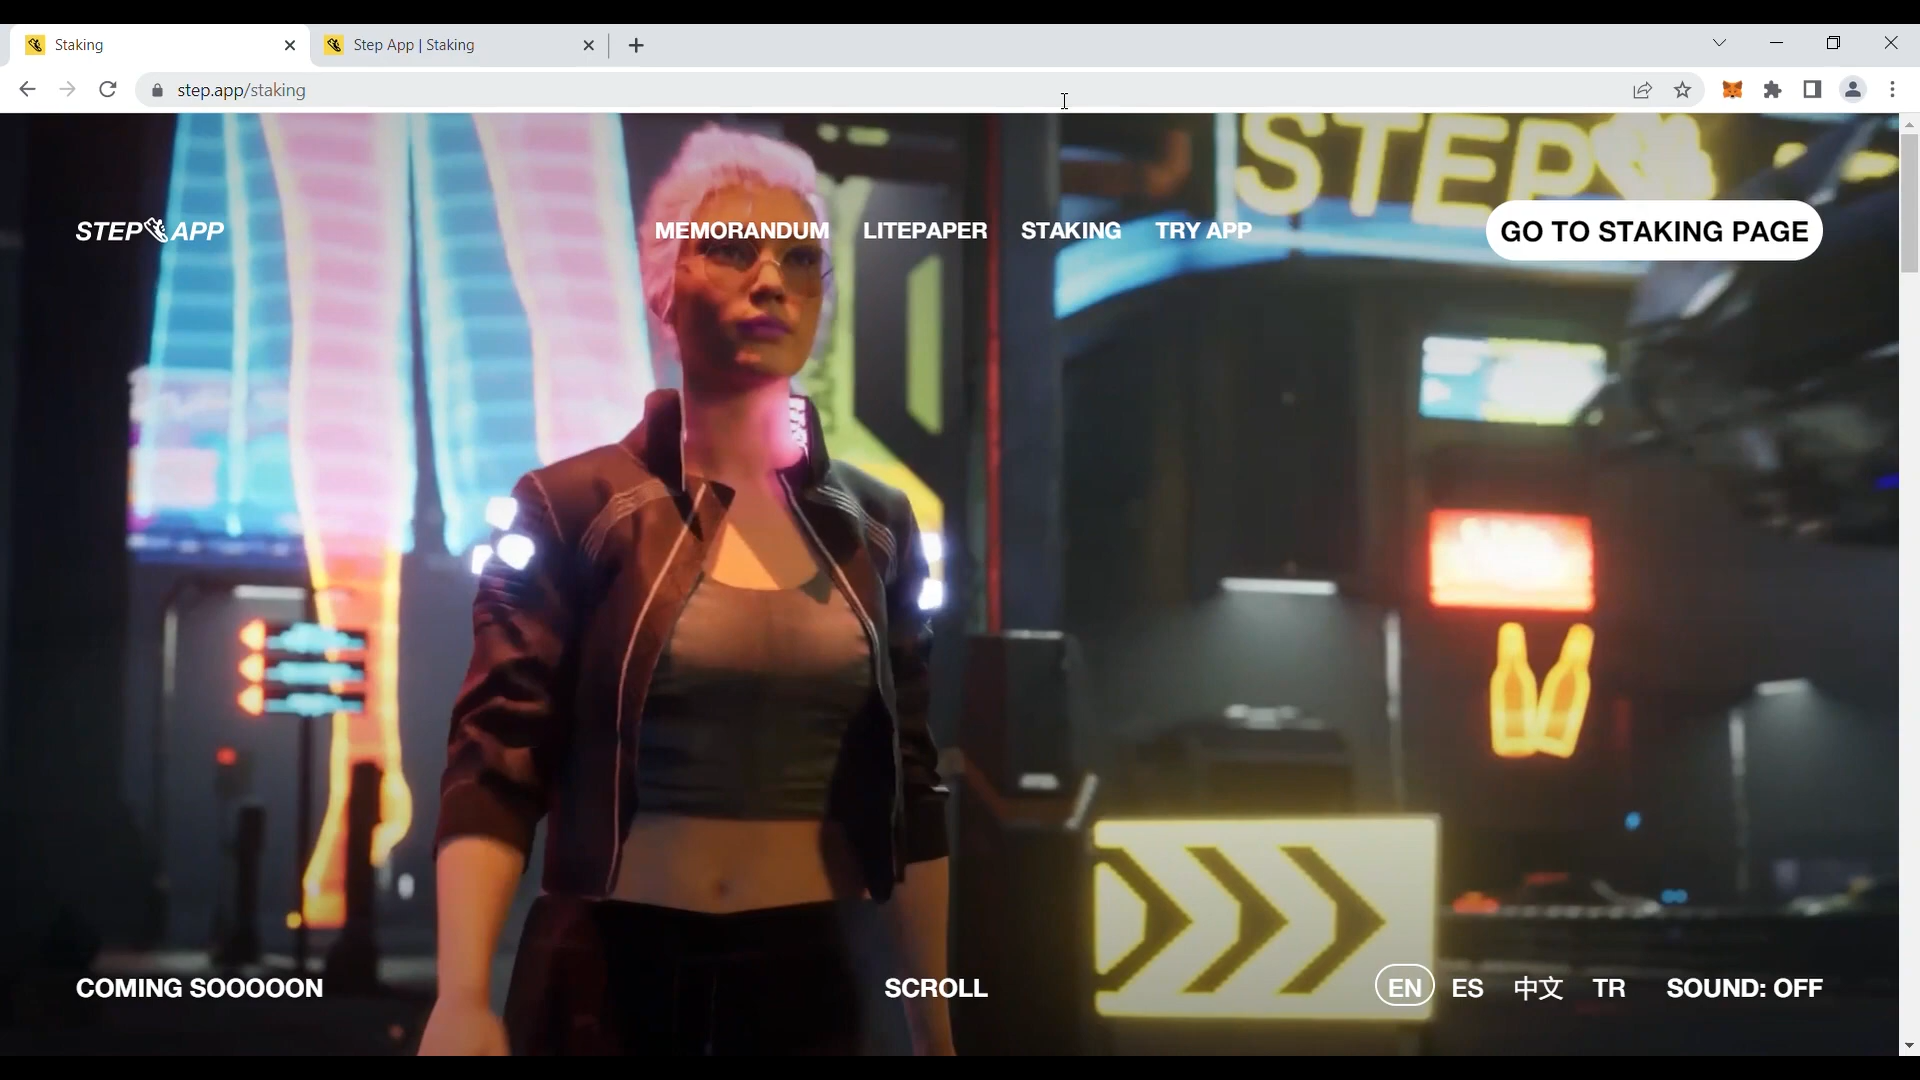 Staking
Step App | Staking
step.app/staking
STEP
STEP APP
MEMORANDUM
LITEPAPER
STAKING
TRY APP
GO TO STAKING PAGE
COMING SOOOOON
SCROLL
EN
ES
中文
TR
SOUND: OFF